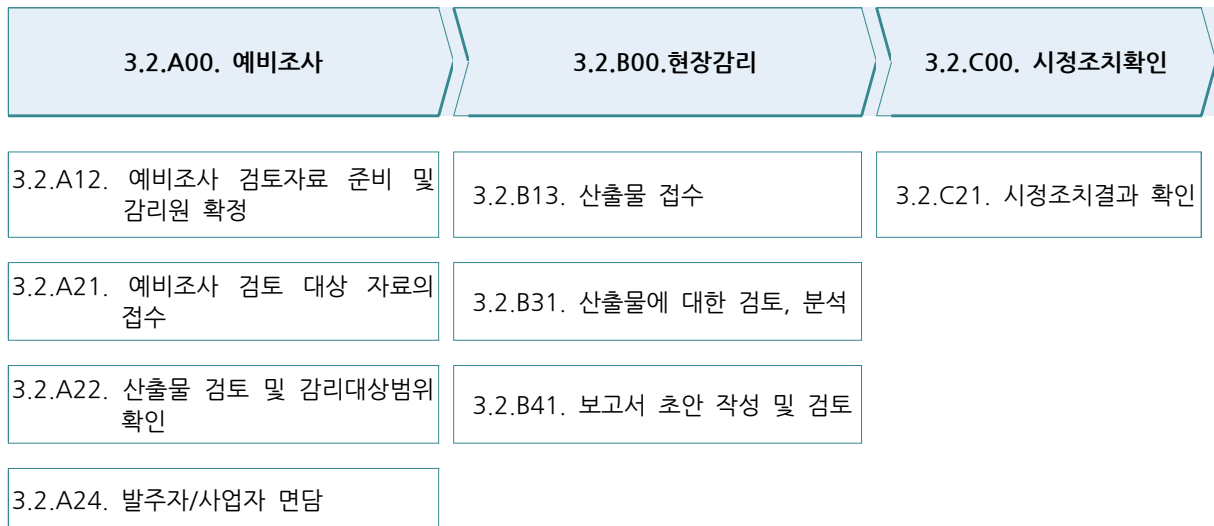 3.2.A00. 예비조사
3.2.B00.현장감리
3.2.C00. 시정조치확인
3.2.A12. 예비조사 검토자료 준비 및
감리원 확정
3.2.B13. 산출물 접수
3.2.C21. 시정조치결과 확인
3.2.A21. 예비조사 검토 대상 자료의
접수
3.2.B31. 산출물에 대한 검토, 분석
3.2.A22. 산출물 검토 및 감리대상범위
확인
3.2.B41. 보고서 초안 작성 및 검토
3.2.A24. 발주자/사업자 면담